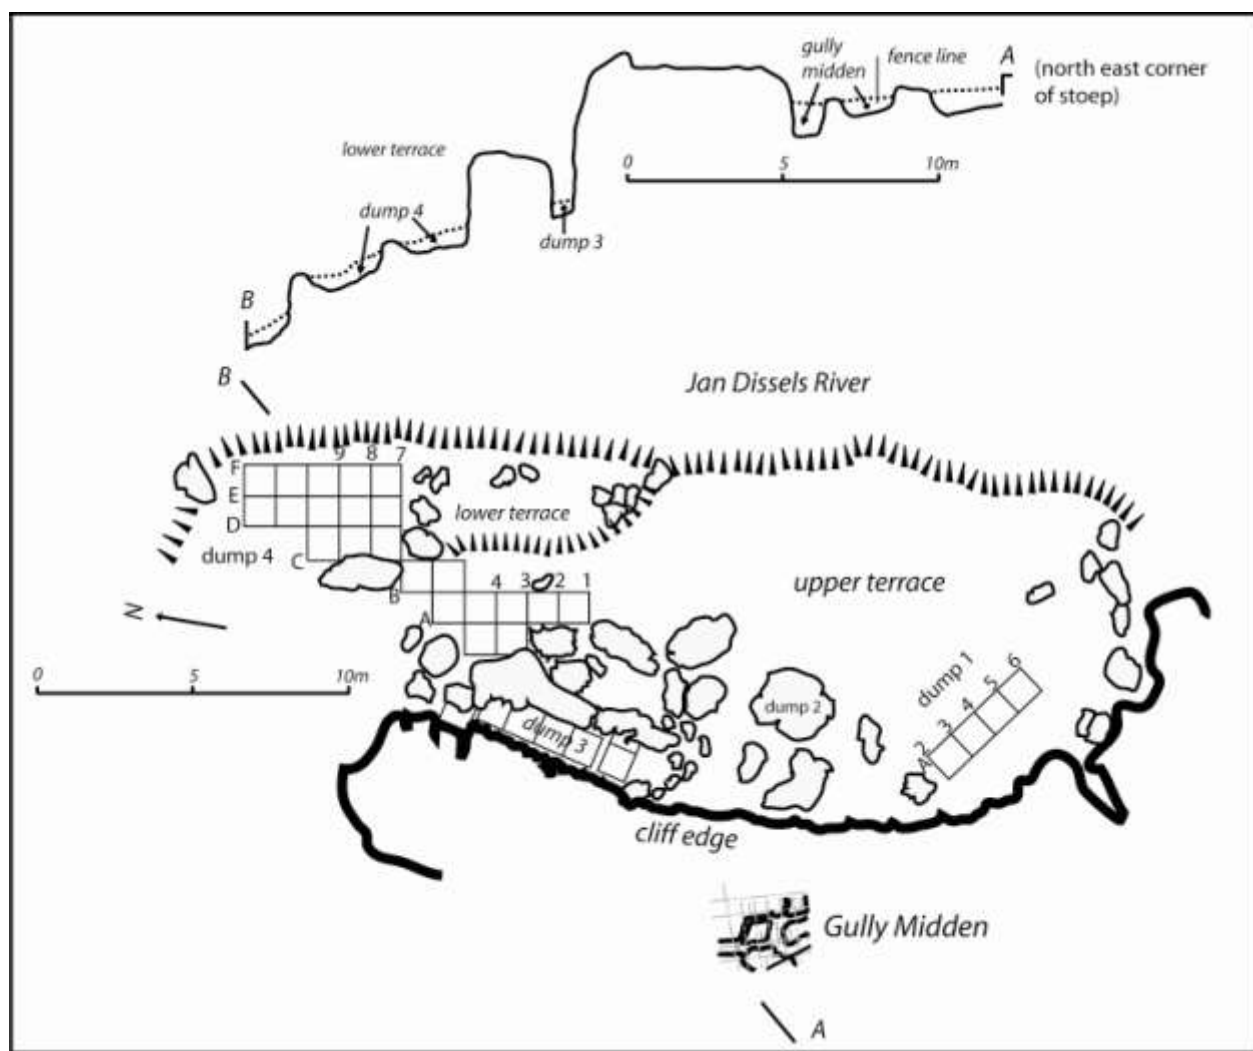 gully
midden
fence line
A
(north east corner
of stoep)
lower terrace
0 5 10m
dump 4
dump 3
B
B
Jan Dissels River
9 8 7
F
E
D
lower terrace
dump 4
C
4 3 2 1
B
upper terrace
A
N
0 5 10m
dump 1
6
5
4
3
2
A
dump 2
dump 3
cliff edge
Gully Midden
A